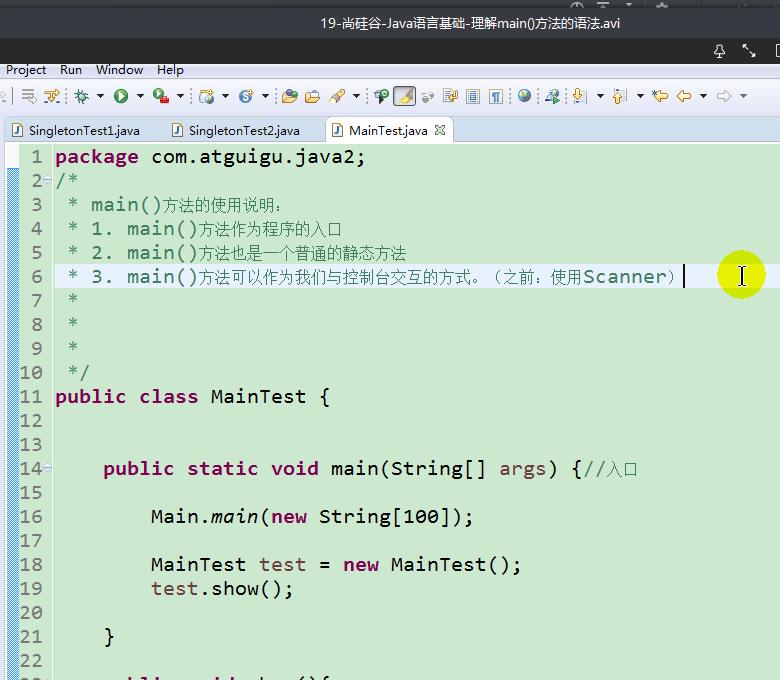 19-尚硅谷-Java语言基础-理解main()方法的语法.avi
Project Run Window Help
SingletonTest1.java SingletonTest2.java MainTest.java
1 package com.atguigu.java2;
2 /*
3 * main()方法的使用说明：
4 * 1. main()方法作为程序的入口
5 * 2. main()方法也是一个普通的静态方法
6 * 3. main()方法可以作为我们与控制台交互的方式。（之前：使用Scanner）
7 *
8 *
9 *
10 */
11 public class MainTest {
12
13
14 public static void main(String[] args) {//入口
15
16 Main.main(new String[100]);
17
18 MainTest test = new MainTest();
19 test.show();
20
21 }
22